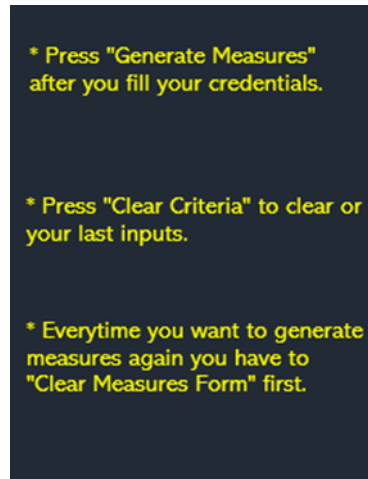 * Press "Generate Measures"
after you fill your credentials.
* Press "Clear Criteria" to clear or
your last inputs.
* Everytime you want to generate
measures again you have to
"Clear Measures Form" first.